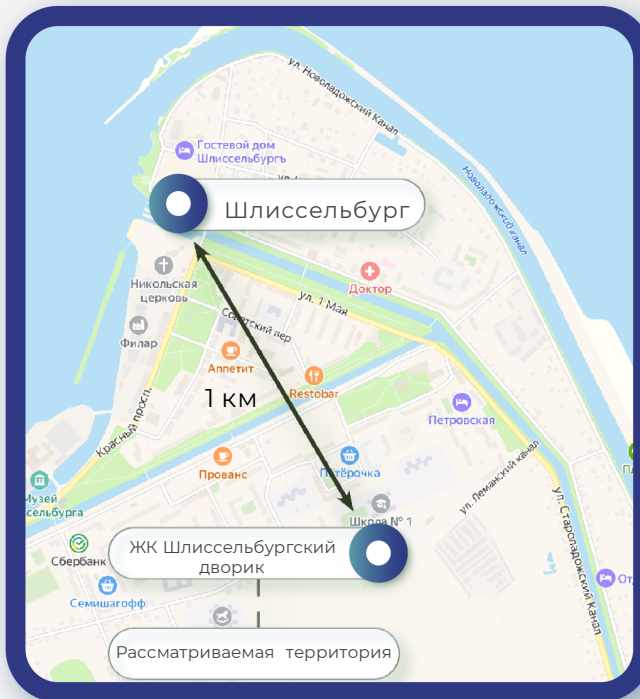 ул. Новоладожский Канал
Гостевой дом
Шлиссельбургъ
Новоладожский канал
Шлиссельбург
Никольская
церковь
Доктор
ул. 1 Мая
Советский пер.
Филар
Аппетит
Restobar
1 км
Красный просп.
Петровская
Прованс
Пятёрочка
ул. Леманский канал
Школа № 1
Музей
сельбурга
Сбербанк
ул. Староладожский Канал
ЖК Шлиссельбургский
дворик
Семишагофф
Рассматриваемая территория